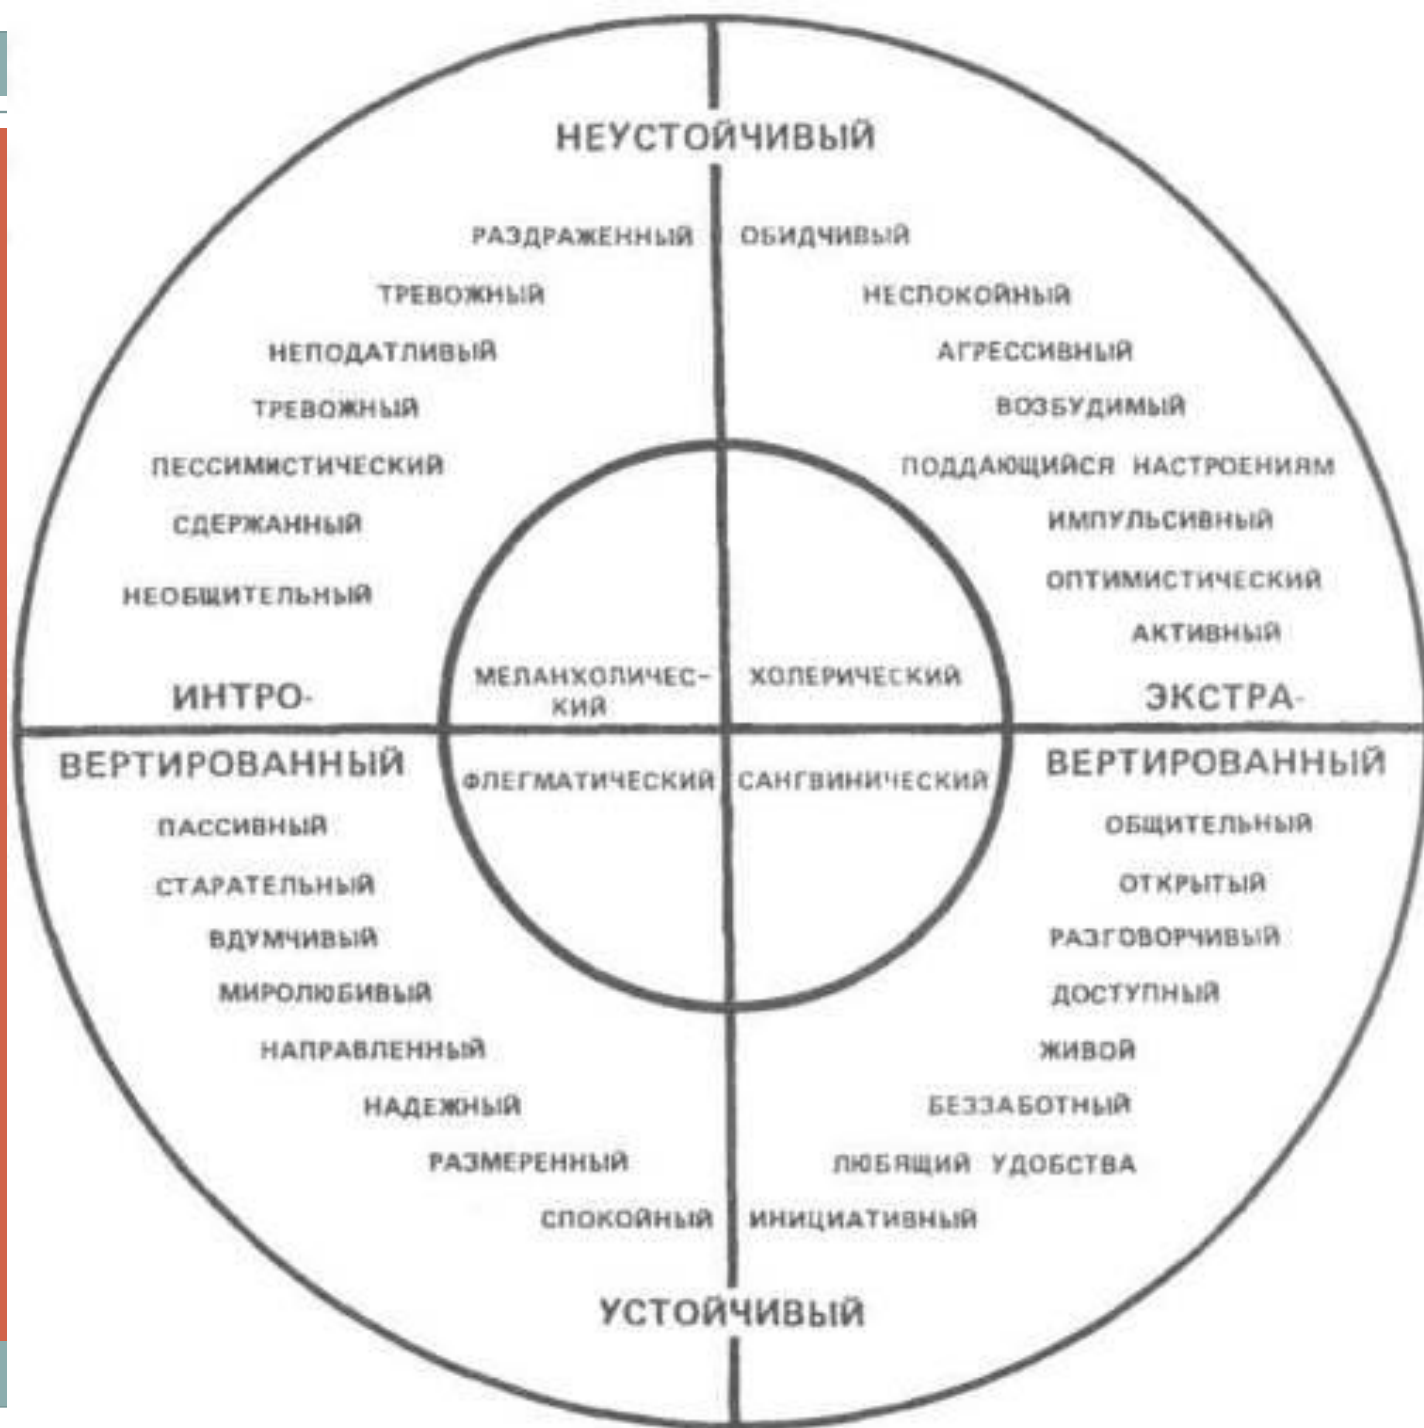 НЕУСТОЙЧИВЫЙ
РАЗДРАЖЕННЫЙ ОБИДЧИВЫЙ
ТРЕВОЖНЫЙ НЕСПОКОЙНЫЙ
НЕПОДАТЛИВЫЙ АГРЕССИВНЫЙ
ТРЕВОЖНЫЙ ВОЗБУДИМЫЙ
ПЕССИМИСТИЧЕСКИЙ ПОДДАЮЩИЙСЯ НАСТРОЕНИЯМ
СДЕРЖАННЫЙ ИМПУЛЬСИВНЫЙ
НЕОБЩИТЕЛЬНЫЙ ОПТИМИСТИЧЕСКИЙ
АКТИВНЫЙ
ИНТРО- МЕЛАНХОЛИЧЕС- ХОЛЕРИЧЕСКИЙ ЭКСТРА-
КИЙ
ВЕРТИРОВАННЫЙ ФЛЕГМАТИЧЕСКИЙ САНГВИНИЧЕСКИЙ ВЕРТИРОВАННЫЙ
ПАССИВНЫЙ ОБЩИТЕЛЬНЫЙ
СТАРАТЕЛЬНЫЙ ОТКРЫТЫЙ
ВДУМЧИВЫЙ РАЗГОВОРЧИВЫЙ
МИРОЛЮБИВЫЙ ДОСТУПНЫЙ
НАПРАВЛЕННЫЙ ЖИВОЙ
НАДЕЖНЫЙ БЕЗЗАБОТНЫЙ
РАЗМЕРЕННЫЙ ЛЮБЯЩИЙ УДОБСТВА
СПОКОЙНЫЙ ИНИЦИАТИВНЫЙ
УСТОЙЧИВЫЙ